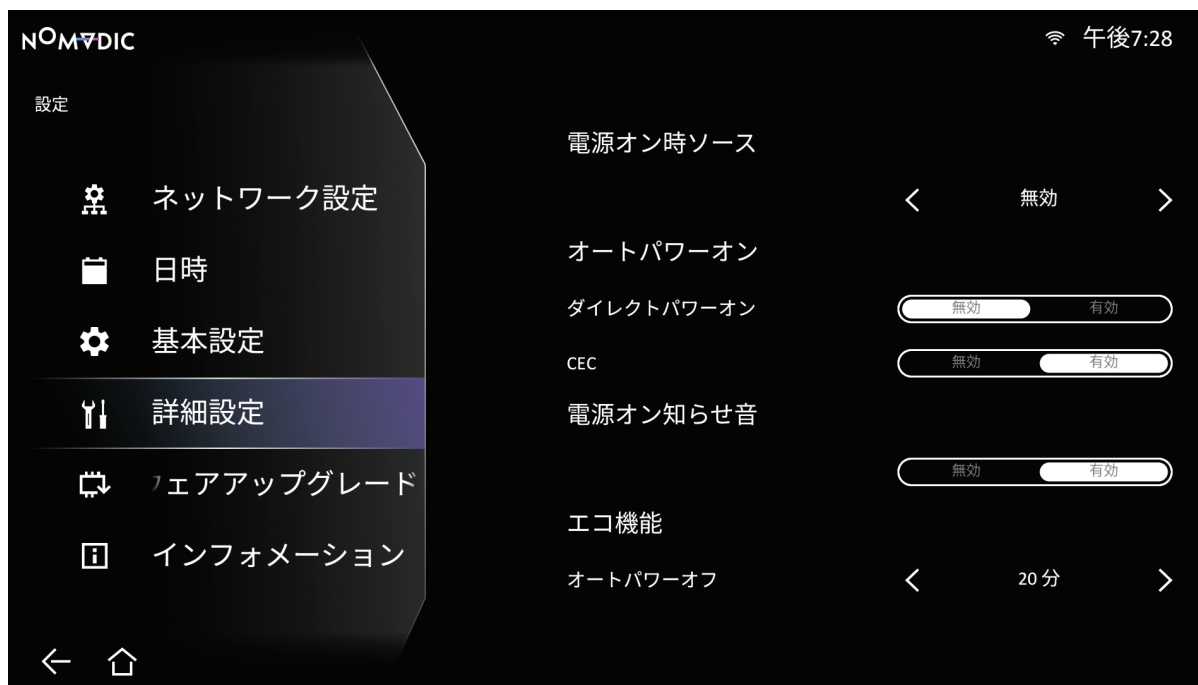 NOMADIC
午後7:28
設定
ネットワーク設定
日時
基本設定
詳細設定
ェアアップグレード
インフォメーション
電源オン時ソース
無効
オートパワーオン
ダイレクトパワーオン
無効 有効
CEC
無効 有効
電源オン知らせ音
無効 有効
エコ機能
オートパワーオフ
20 分